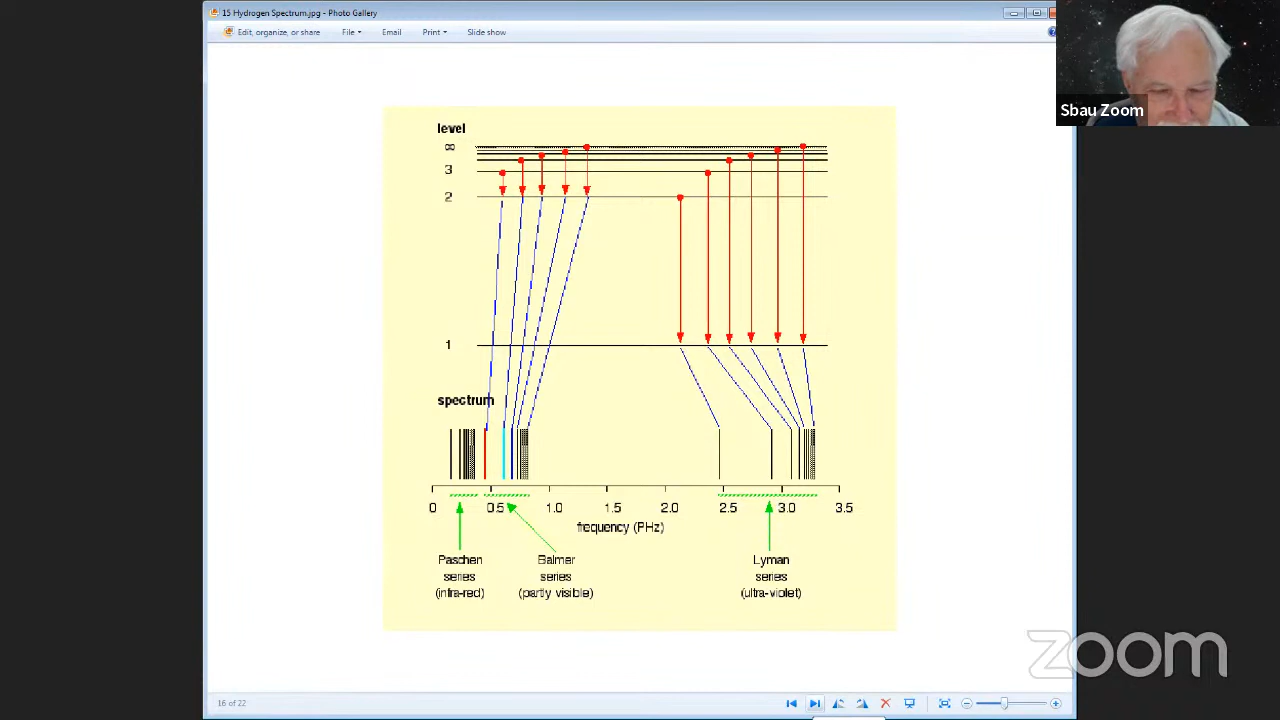 15 Hydrogen Spectrum.jpg - Photo Gallery
Edit, organize, or share File Email Print Slide show
Sbau Zoom
level
∞
3
2
1
spectrum
0 0.5 1.0 1.5 2.0 2.5 3.0 3.5
frequency (PHz)
Paschen
series
(infra-red)
Balmer
series
(partly visible)
Lyman
series
(ultra-violet)
zoom
16 of 22